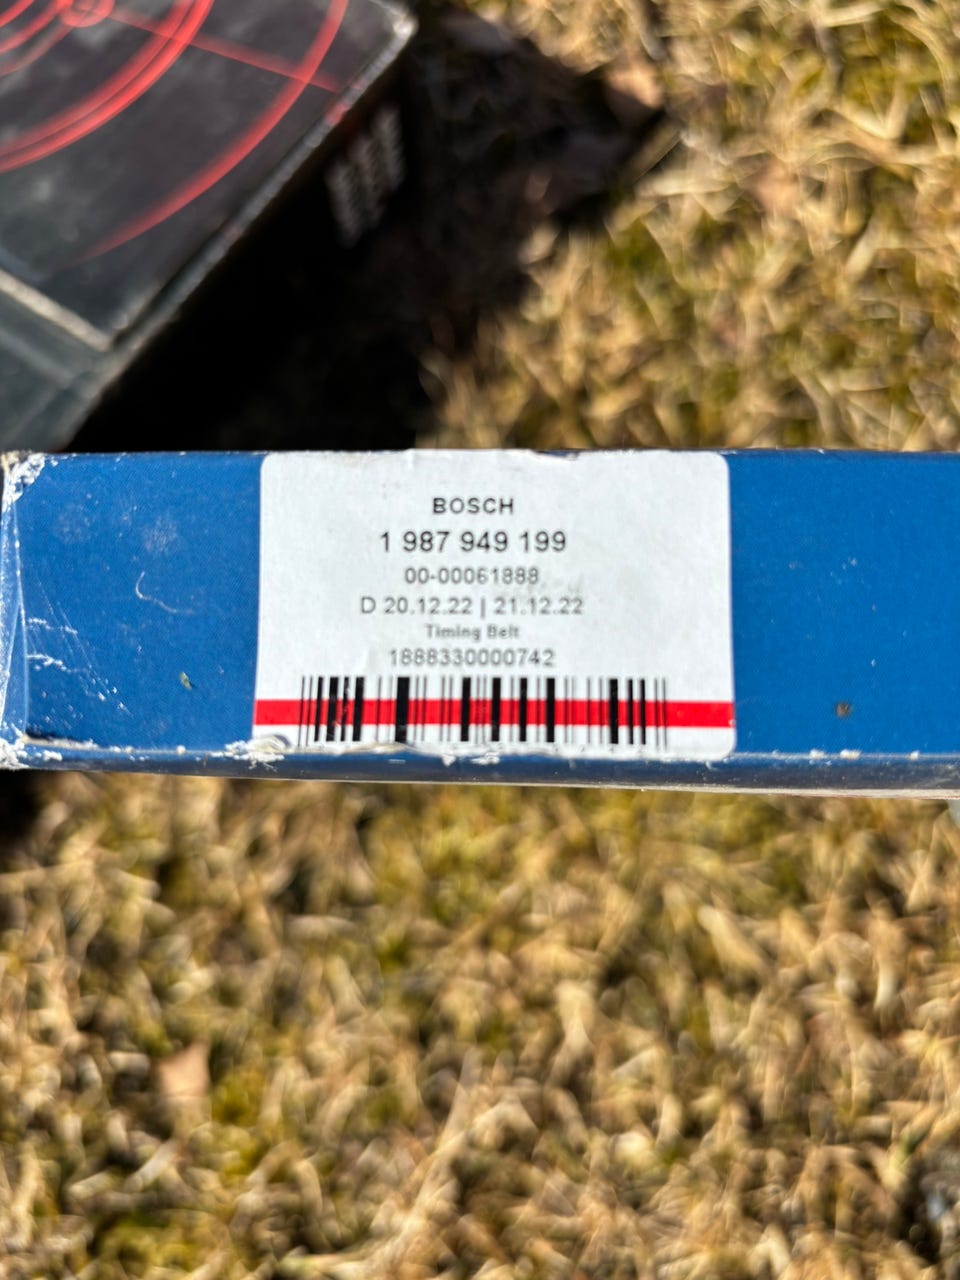 BOSCH
1 987 949 199
00-00061888
D 20.12.22 | 21.12.22
Timing Belt
1888330000742